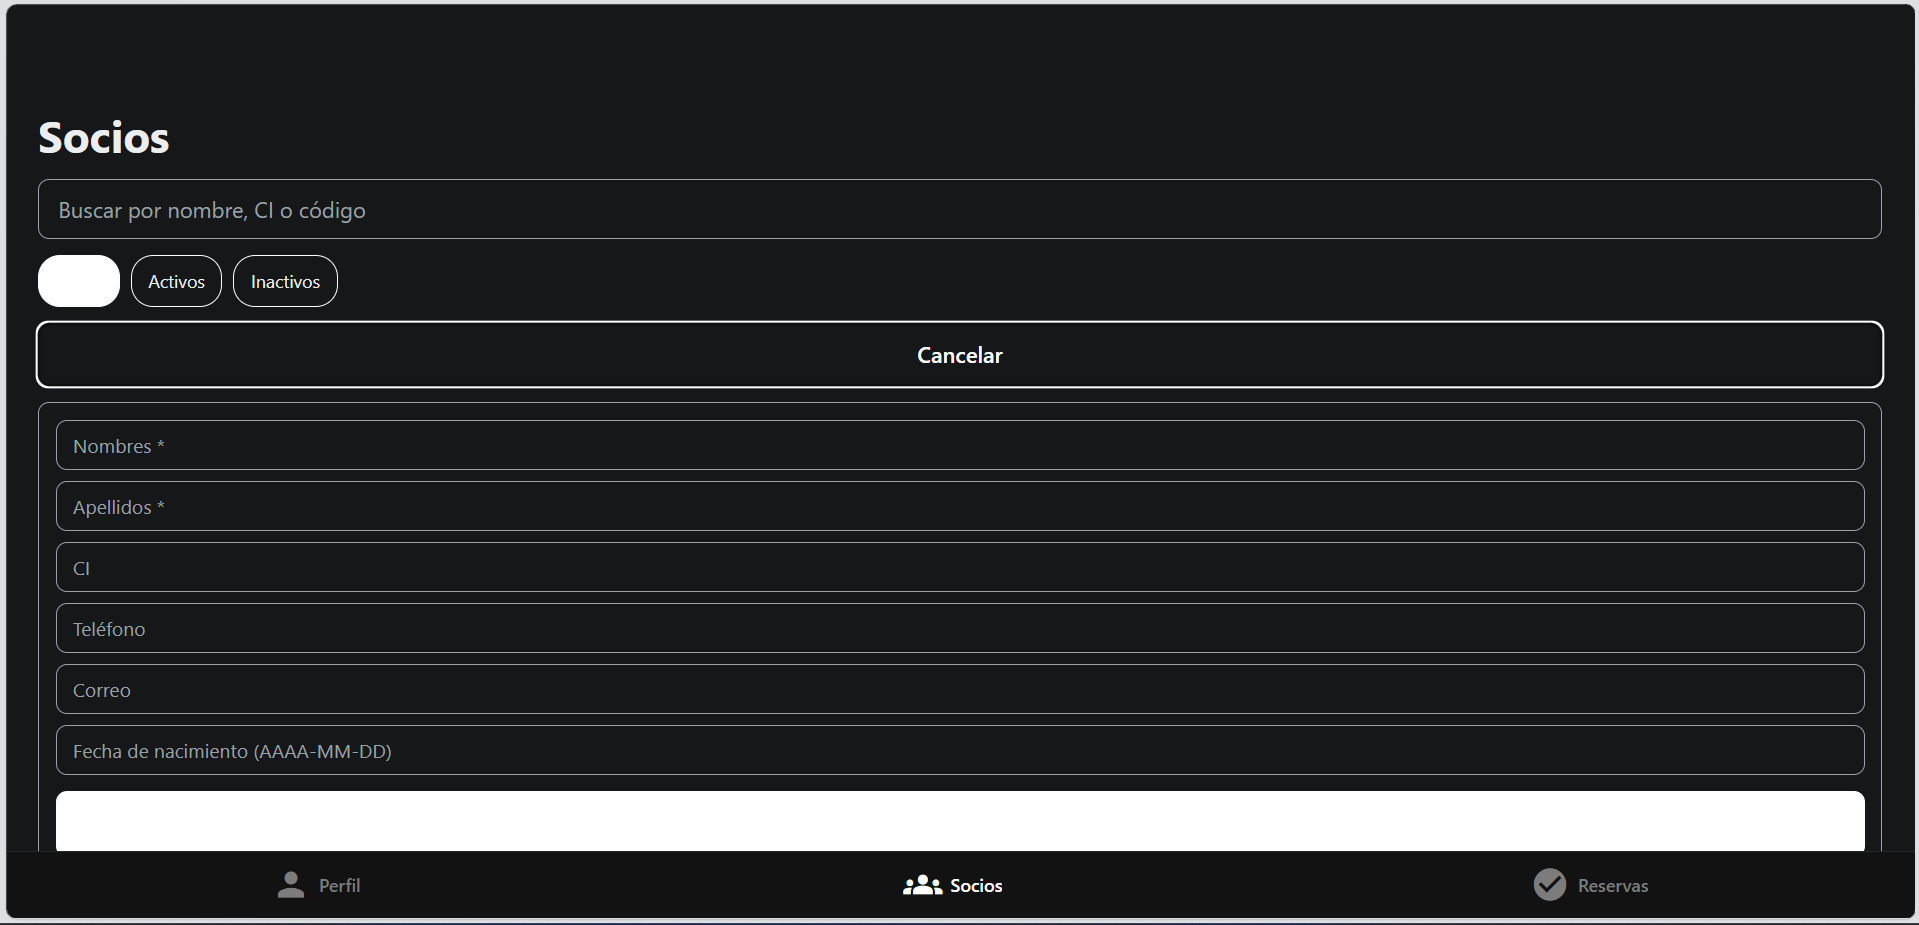 Socios
Buscar por nombre, CI o código
Activos
Inactivos
Cancelar
Nombres *
Apellidos *
CI
Teléfono
Correo
Fecha de nacimiento (AAAA-MM-DD)
Perfil
Socios
Reservas